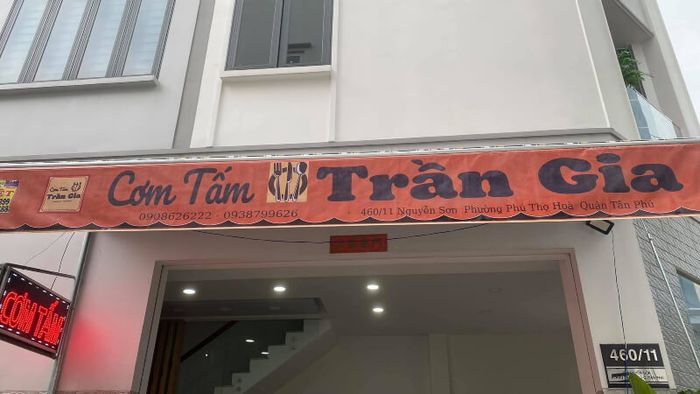 Cơm Tấm
Trần Gia
Cơm Tấm
Trần Gia
0908626222 - 0938799626
460/11 Nguyễn Sơn Phường Phú Thọ Hoà Quận Tân Phú
CƠM TẤM
460/11